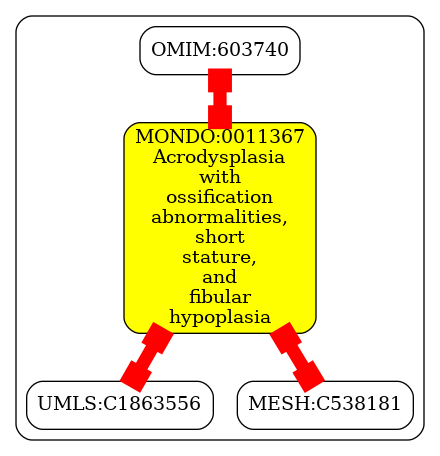 OMIM:603740
MONDO:0011367
Acrodysplasia
with
ossification
abnormalities,
short
stature,
and
fibular
hypoplasia
UMLS:C1863556
MESH:C538181